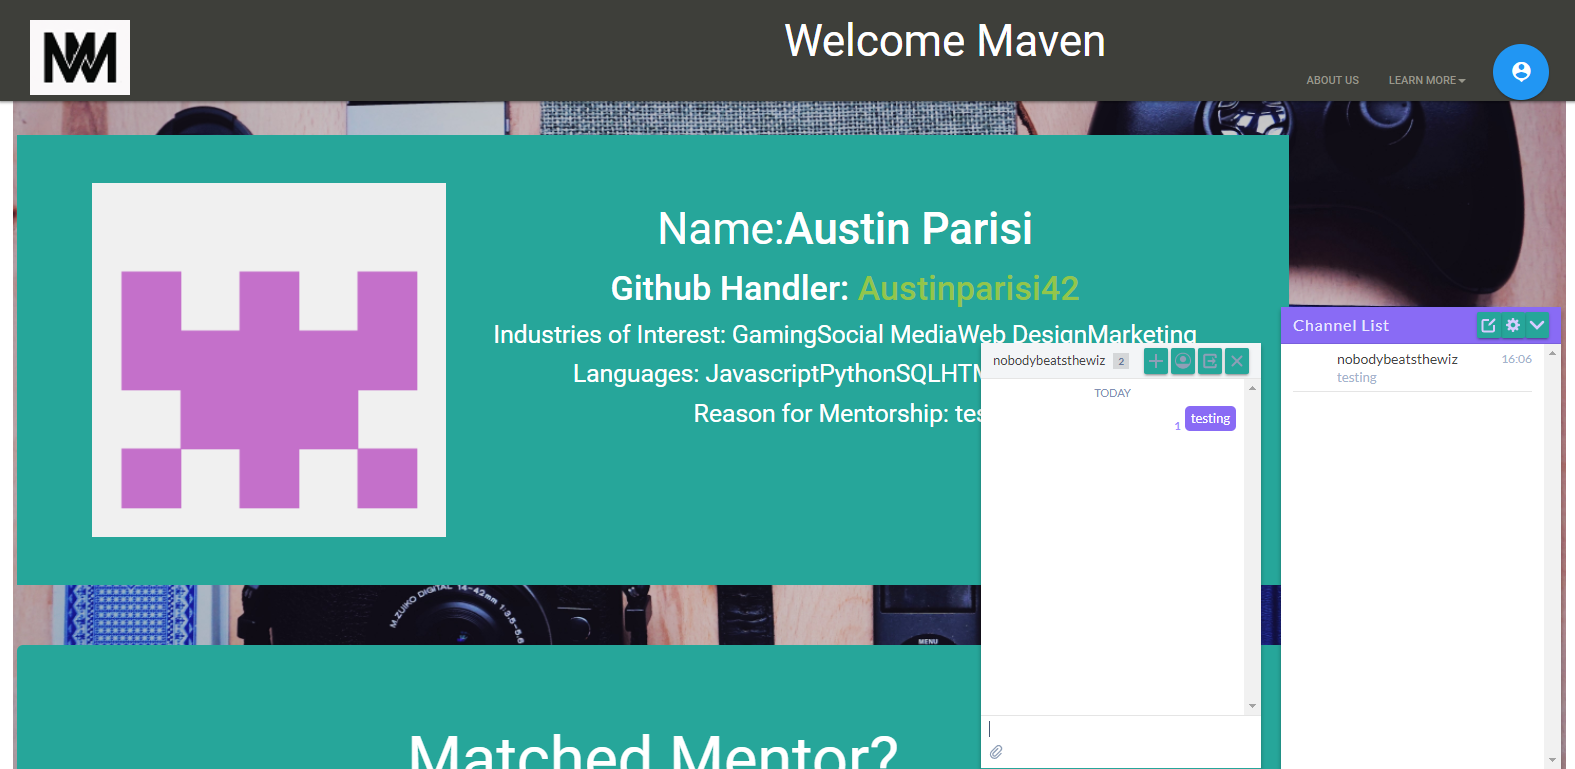 Welcome Maven
ABOUT US
LEARN MORE
Name:Austin Parisi
Github Handler: Austinparisi42
Industries of Interest: GamingSocial MediaWeb DesignMarketing
Languages: JavascriptPythonSQLHTM
Reason for Mentorship: tes
nobodybeatsthewiz 2
TODAY
1 testing
Channel List
nobodybeatsthewiz 16:06
testing
M.ZUIKO DIGITAL 14-42mm 1:3.5-5.6
MENU
Matched Mentor?